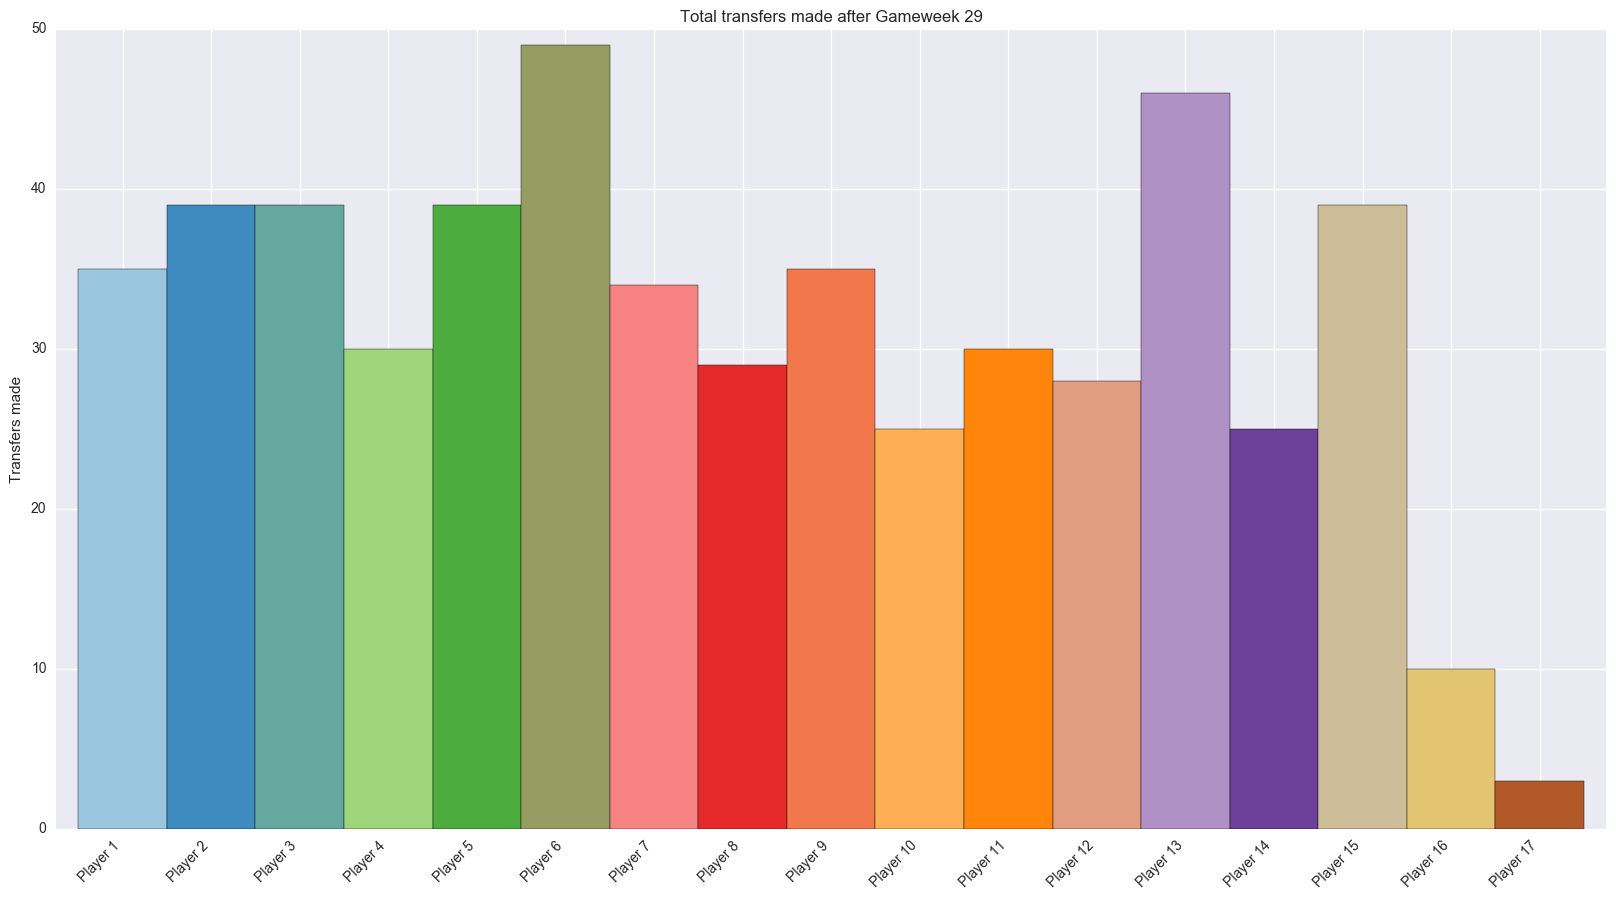 Total transfers made after Gameweek 29
Transfers made
50
40
30
20
10
0
Player 1
Player 2
Player 3
Player 4
Player 5
Player 6
Player 7
Player 8
Player 9
Player 10
Player 11
Player 12
Player 13
Player 14
Player 15
Player 16
Player 17